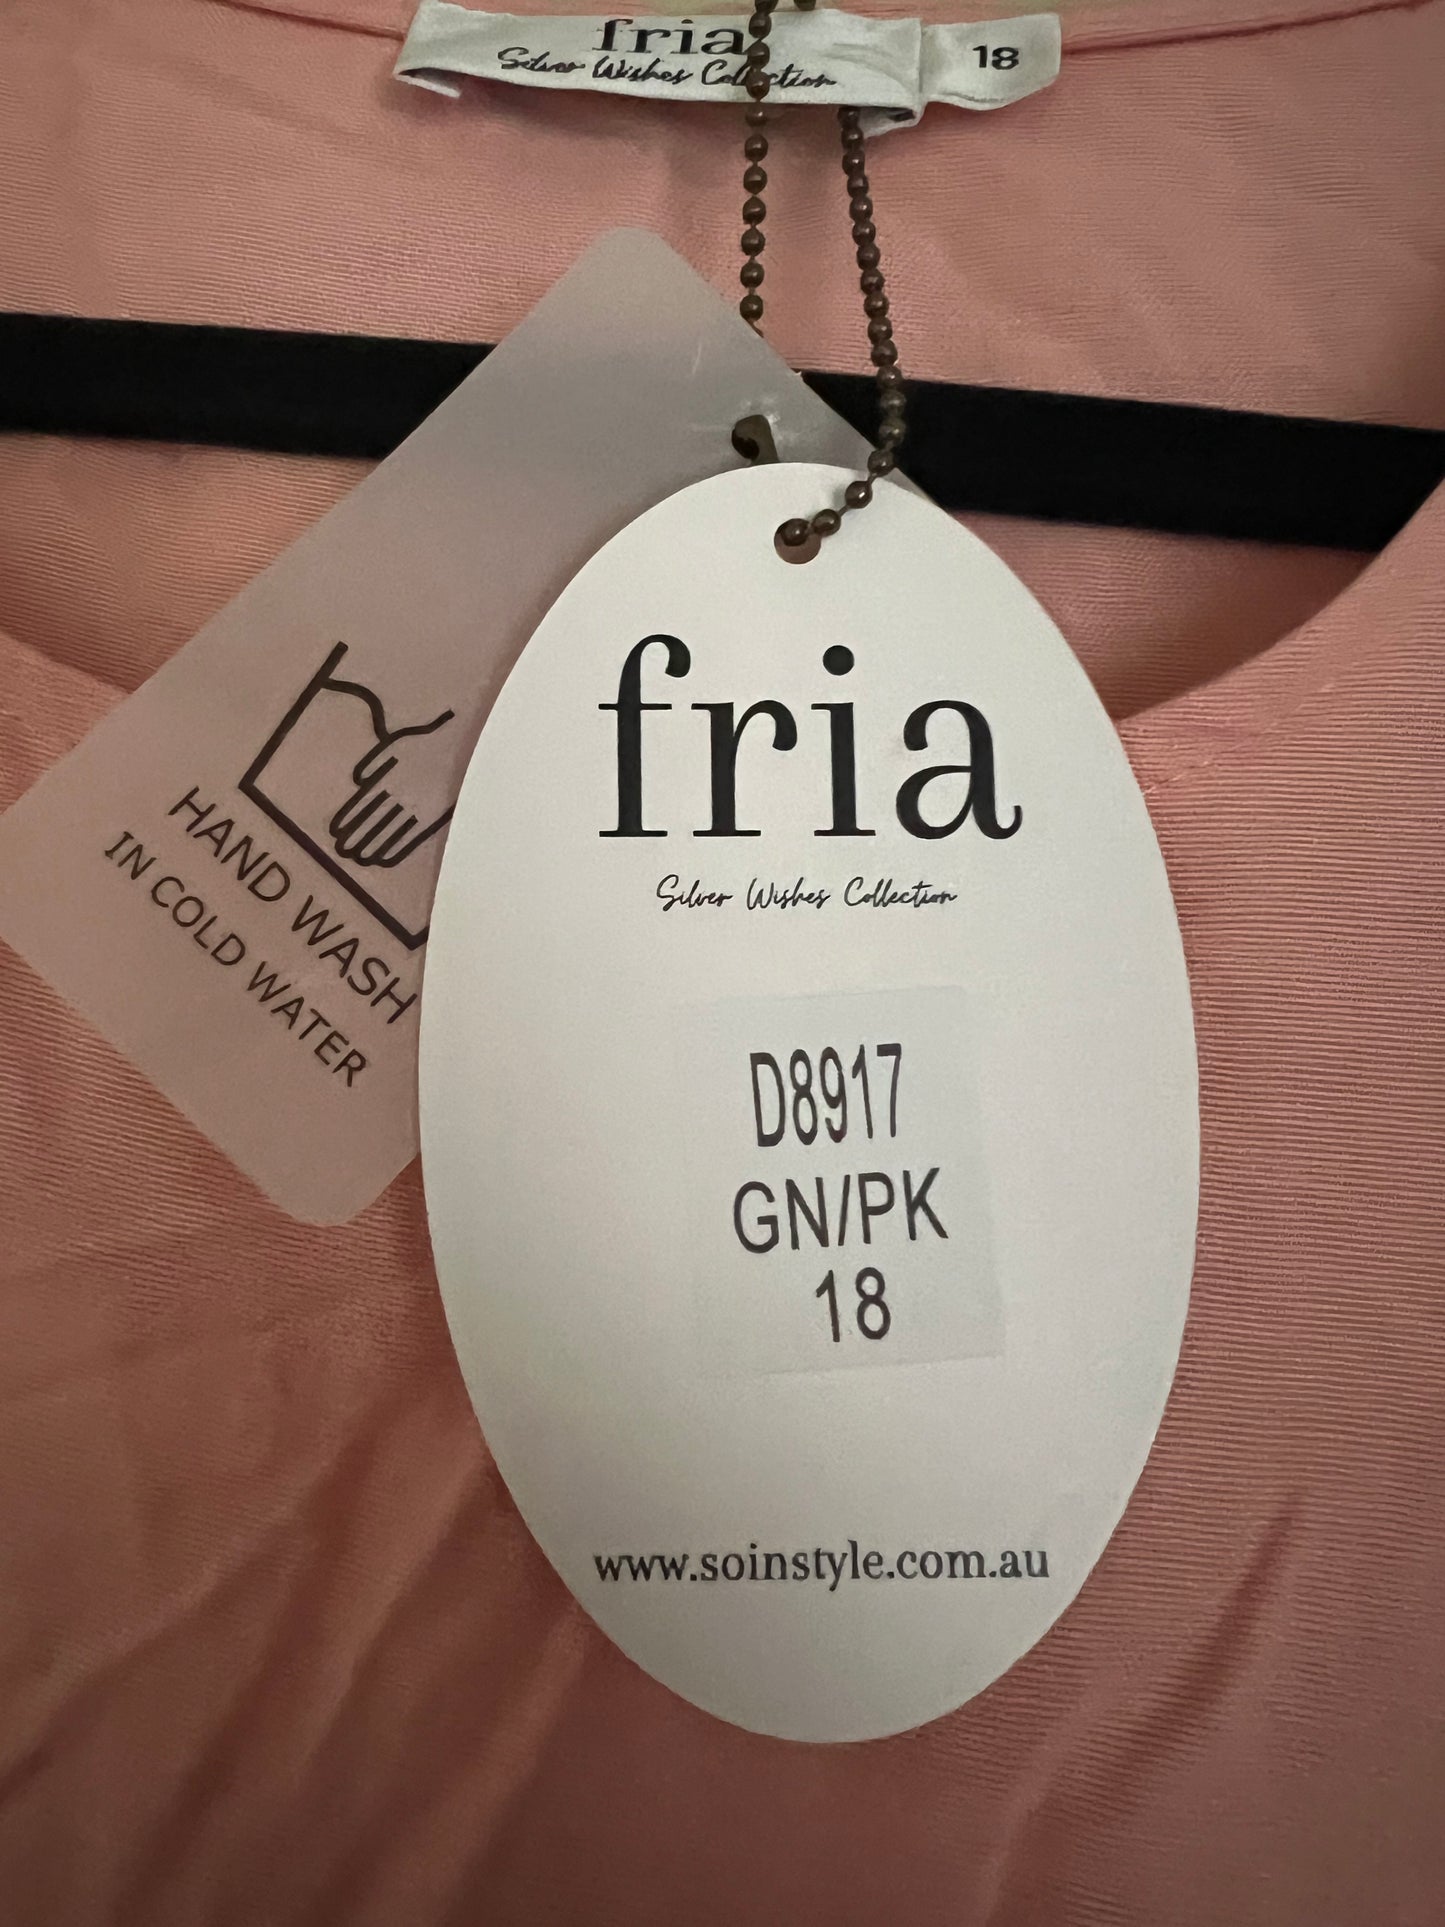 fria
Silver Wishes Collection
18
HAND WASH
IN COLD WATER
fria
Silver Wishes Collection
D8917
GN/PK
18
www.soinstyle.com.au